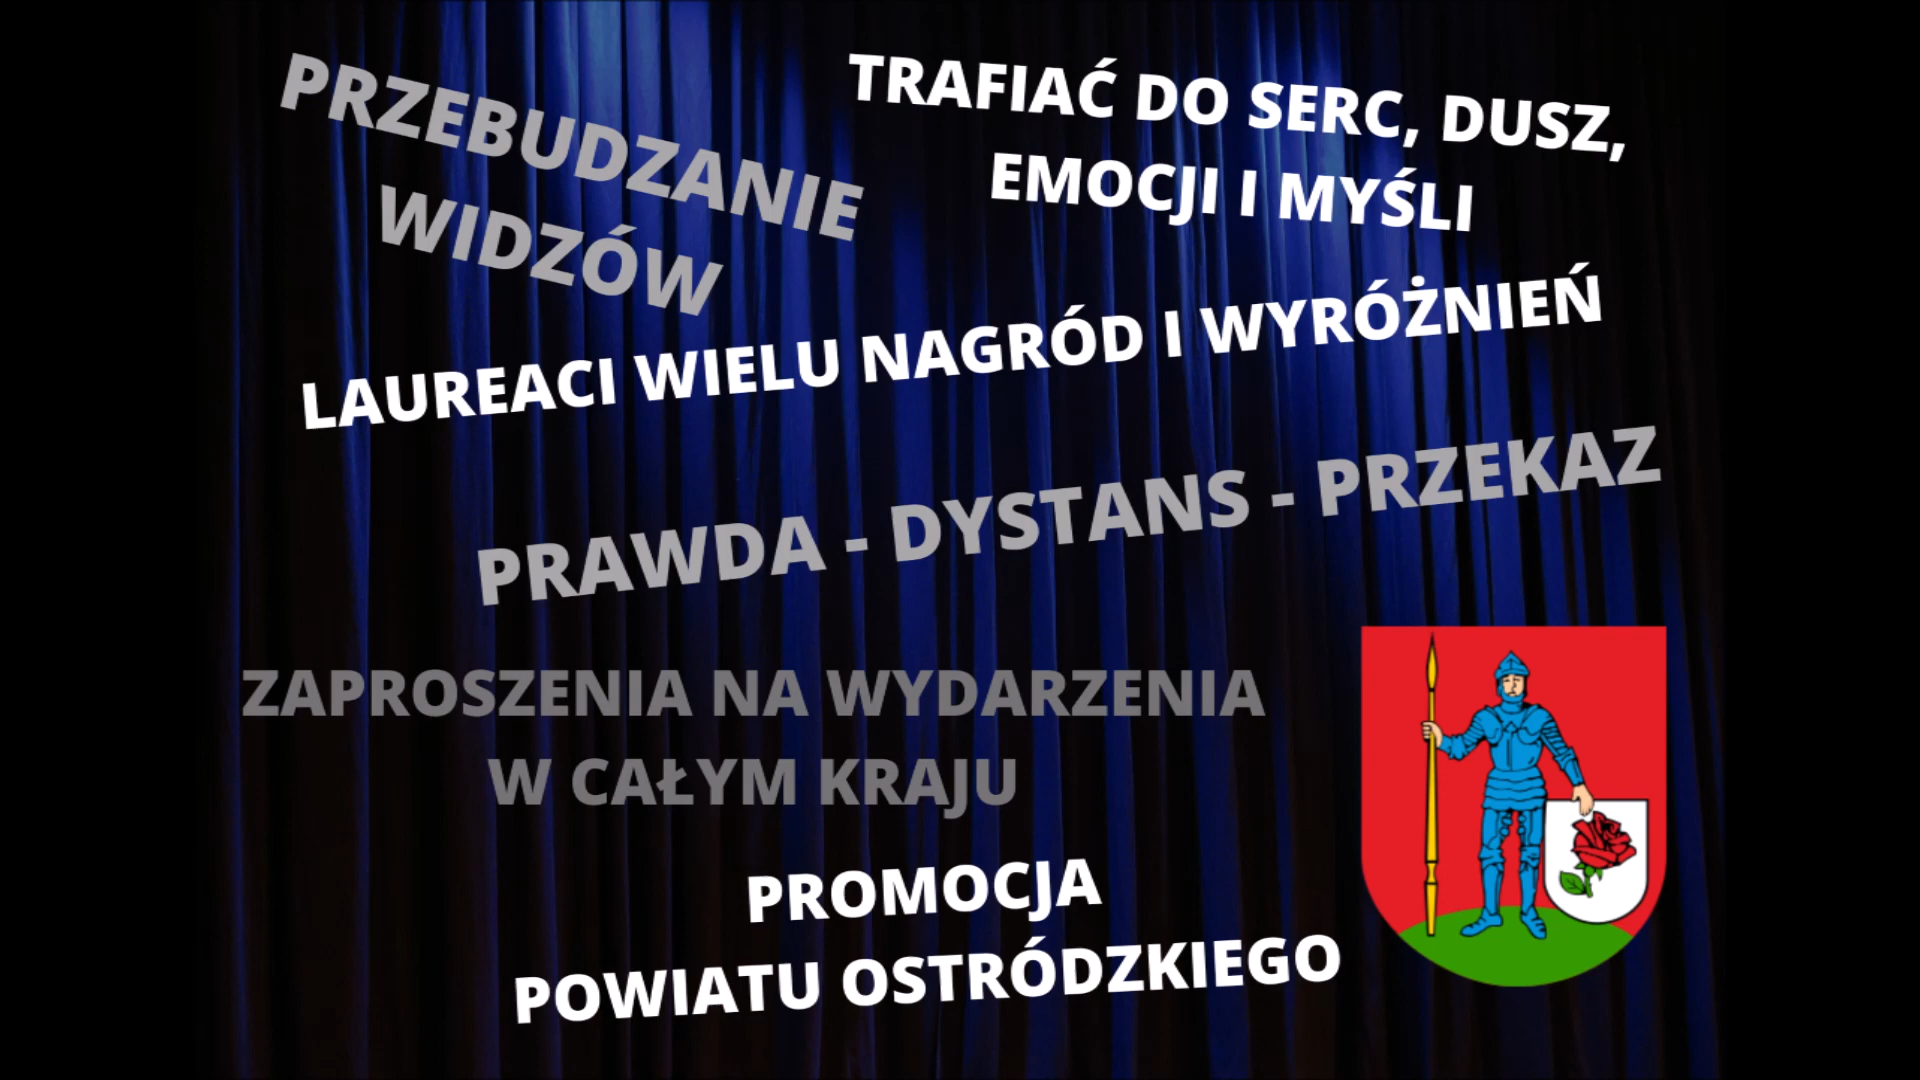 PRZEBUDZANIE
WIDZÓW
TRAFIAĆ DO SERC, DUSZ,
EMOCJI I MYŚLI
LAUREACI WIELU NAGRÓD I WYRÓŻNIEŃ
PRAWDA - DYSTANS - PRZEKAZ
ZAPROSZENIA NA WYDARZENIA
W CAŁYM KRAJU
PROMOCJA
POWIATU OSTRÓDZKIEGO